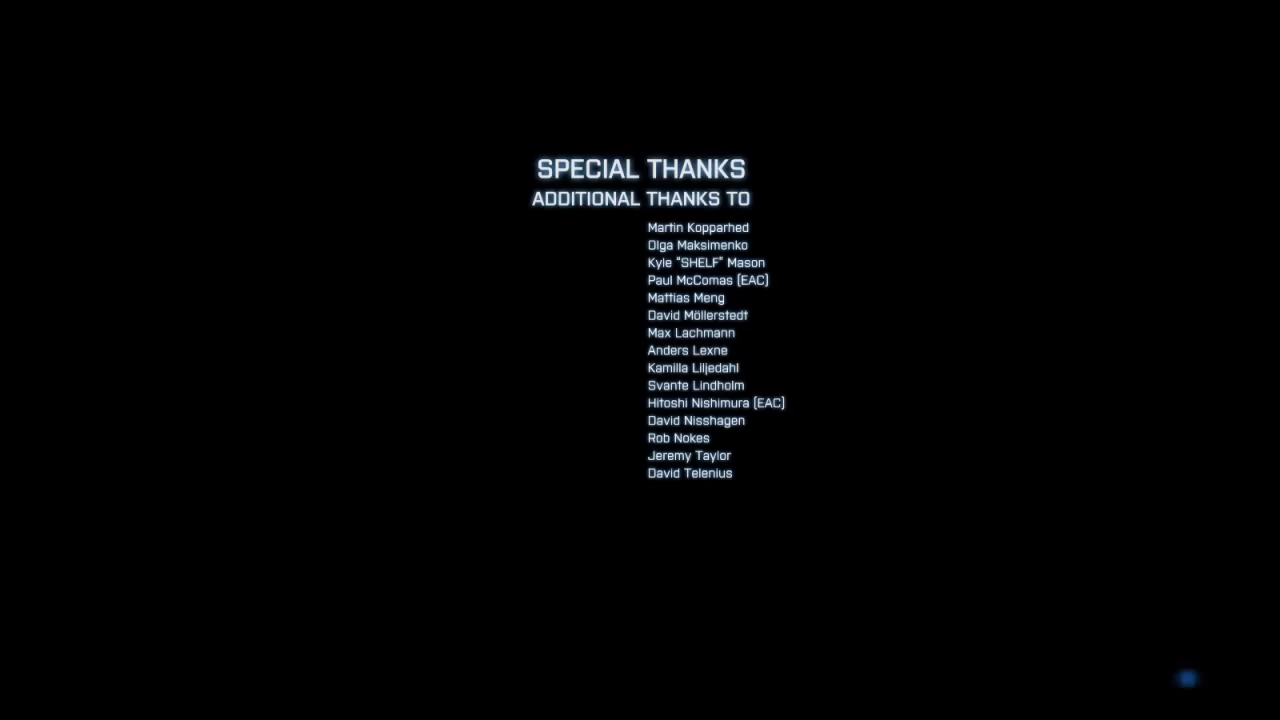 SPECIAL THANKS
ADDITIONAL THANKS TO
Martin Kopparhed
Olga Maksimenko
Kyle "SHELF" Mason
Paul McComas (EAC)
Mattias Meng
David Möllerstedt
Max Lachmann
Anders Lexne
Kamilla Liljedahl
Svante Lindholm
Hitoshi Nishimura (EAC)
David Nisshagen
Rob Nokes
Jeremy Taylor
David Telenius